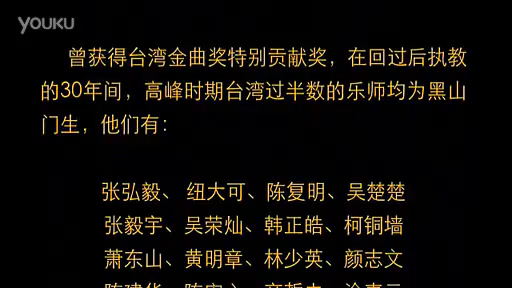 YOUKU
曾获得台湾金曲奖特别贡献奖，在回过后执教
的30年间，高峰时期台湾过半数的乐师均为黑山
门生，他们有：
张弘毅、 纽大可、陈复明、吴楚楚
张毅宇、吴荣灿、韩正皓、柯铜墙
萧东山、黄明章、林少英、颜志文